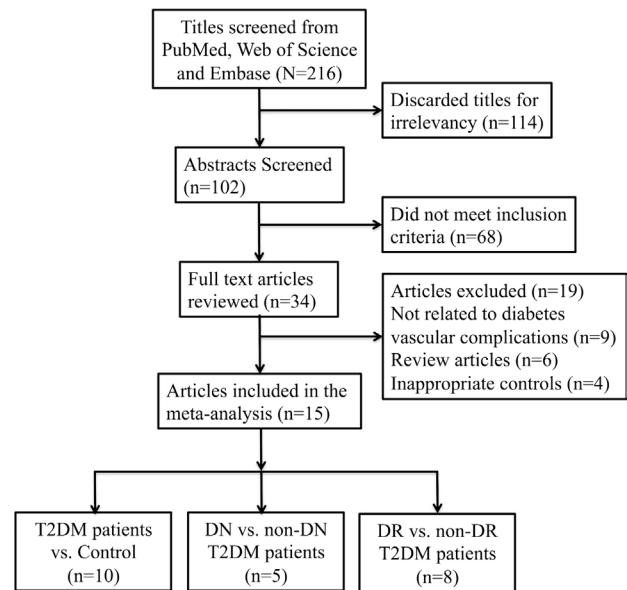 Titles screened from
PubMed, Web of Science
and Embase (N=216)
Discarded titles for
irrelevancy (n=114)
Abstracts Screened
(n=102)
Did not meet inclusion
criteria (n=68)
Full text articles
reviewed (n=34)
Articles excluded (n=19)
Not related to diabetes
vascular complications (n=9)
Review articles (n=6)
Inappropriate controls (n=4)
Articles included in the
meta-analysis (n=15)
T2DM patients
vs. Control
(n=10)
DN vs. non-DN
T2DM patients
(n=5)
DR vs. non-DR
T2DM patients
(n=8)